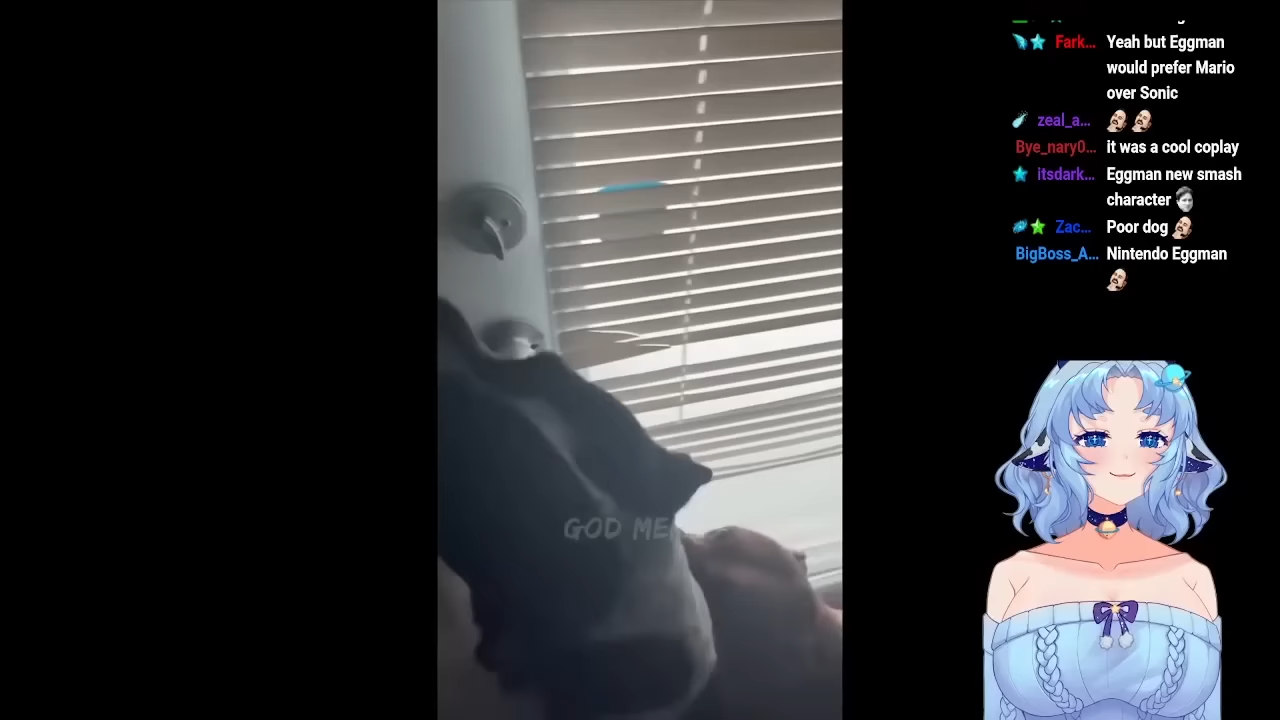 Fark... Yeah but Eggman
would prefer Mario
over Sonic
zeal_a...
Bye_nary0... it was a cool coplay
itsdark... Eggman new smash
character
Zac... Poor dog
BigBoss_A... Nintendo Eggman
GOD ME